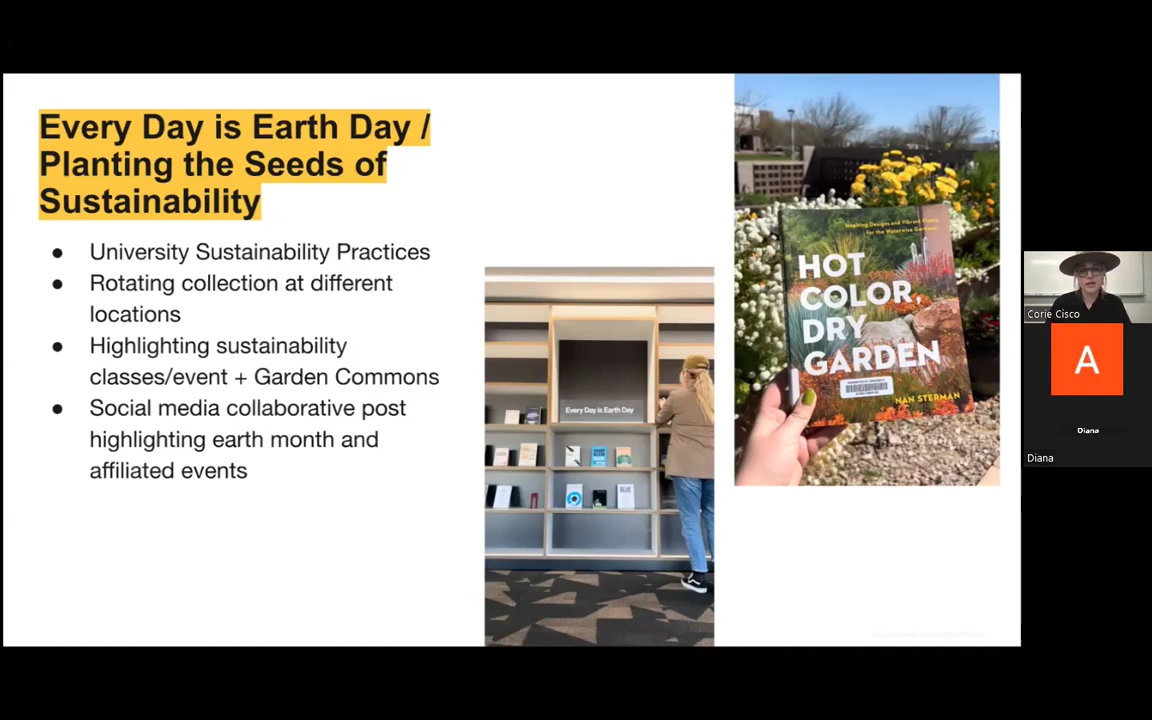 Every Day is Earth Day /
Planting the Seeds of
Sustainability
● University Sustainability Practices
● Rotating collection at different
locations
● Highlighting sustainability
classes/event + Garden Commons
● Social media collaborative post
highlighting earth month and
affiliated events
Every Day is Earth Day
Inspiring Designs and Vibrant Plants
for the Waterwise Gardener
HOT
COLOR,
DRY
GARDEN
NAN STERMAN
Corie Cisco
A
Diana
Diana